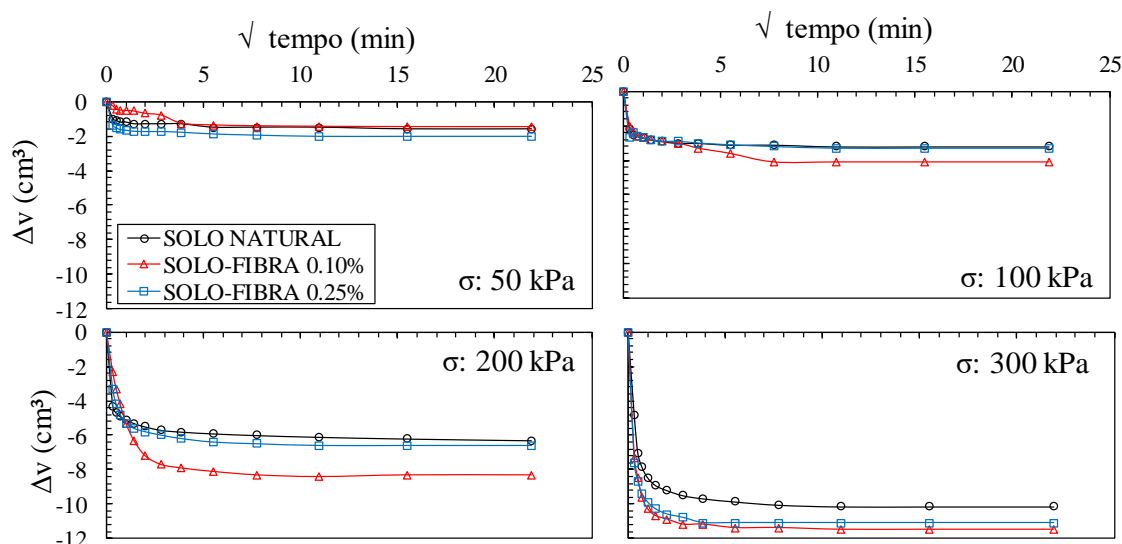 √ tempo (min)
√ tempo (min)
0 5 10 15 20 25
0 5 10 15 20 25
0
-2
-4
-6
-8
-10
-12
Δv (cm³)
SOLO NATURAL
SOLO-FIBRA 0.10%
SOLO-FIBRA 0.25%
σ: 50 kPa
σ: 100 kPa
0
-2
-4
-6
-8
-10
-12
Δv (cm³)
σ: 200 kPa
σ: 300 kPa